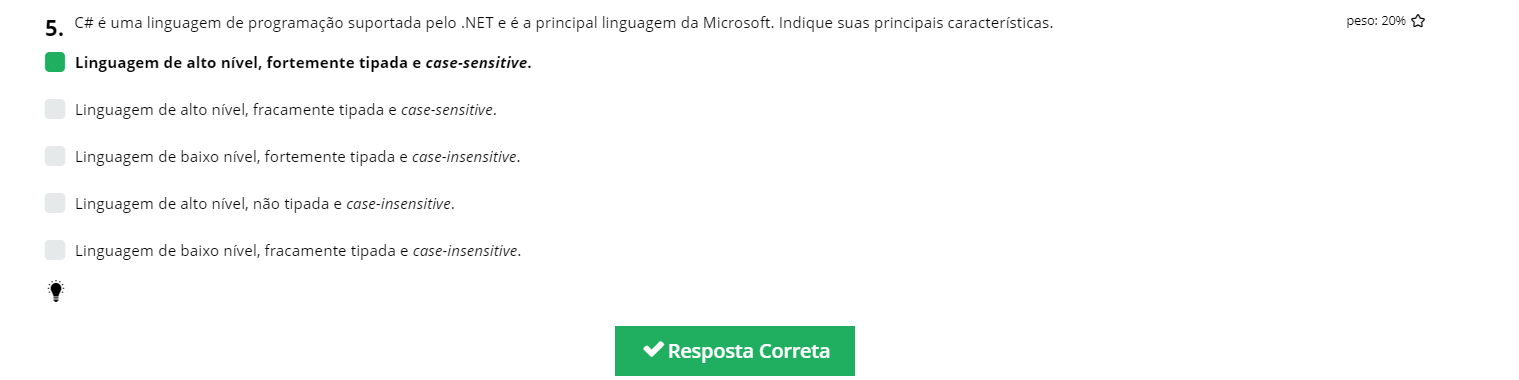 5. C# é uma linguagem de programação suportada pelo .NET e é a principal linguagem da Microsoft. Indique suas principais características. peso: 20%
Linguagem de alto nível, fortemente tipada e case-sensitive.
Linguagem de alto nível, fracamente tipada e case-sensitive.
Linguagem de baixo nível, fortemente tipada e case-insensitive.
Linguagem de alto nível, não tipada e case-insensitive.
Linguagem de baixo nível, fracamente tipada e case-insensitive.
Resposta Correta